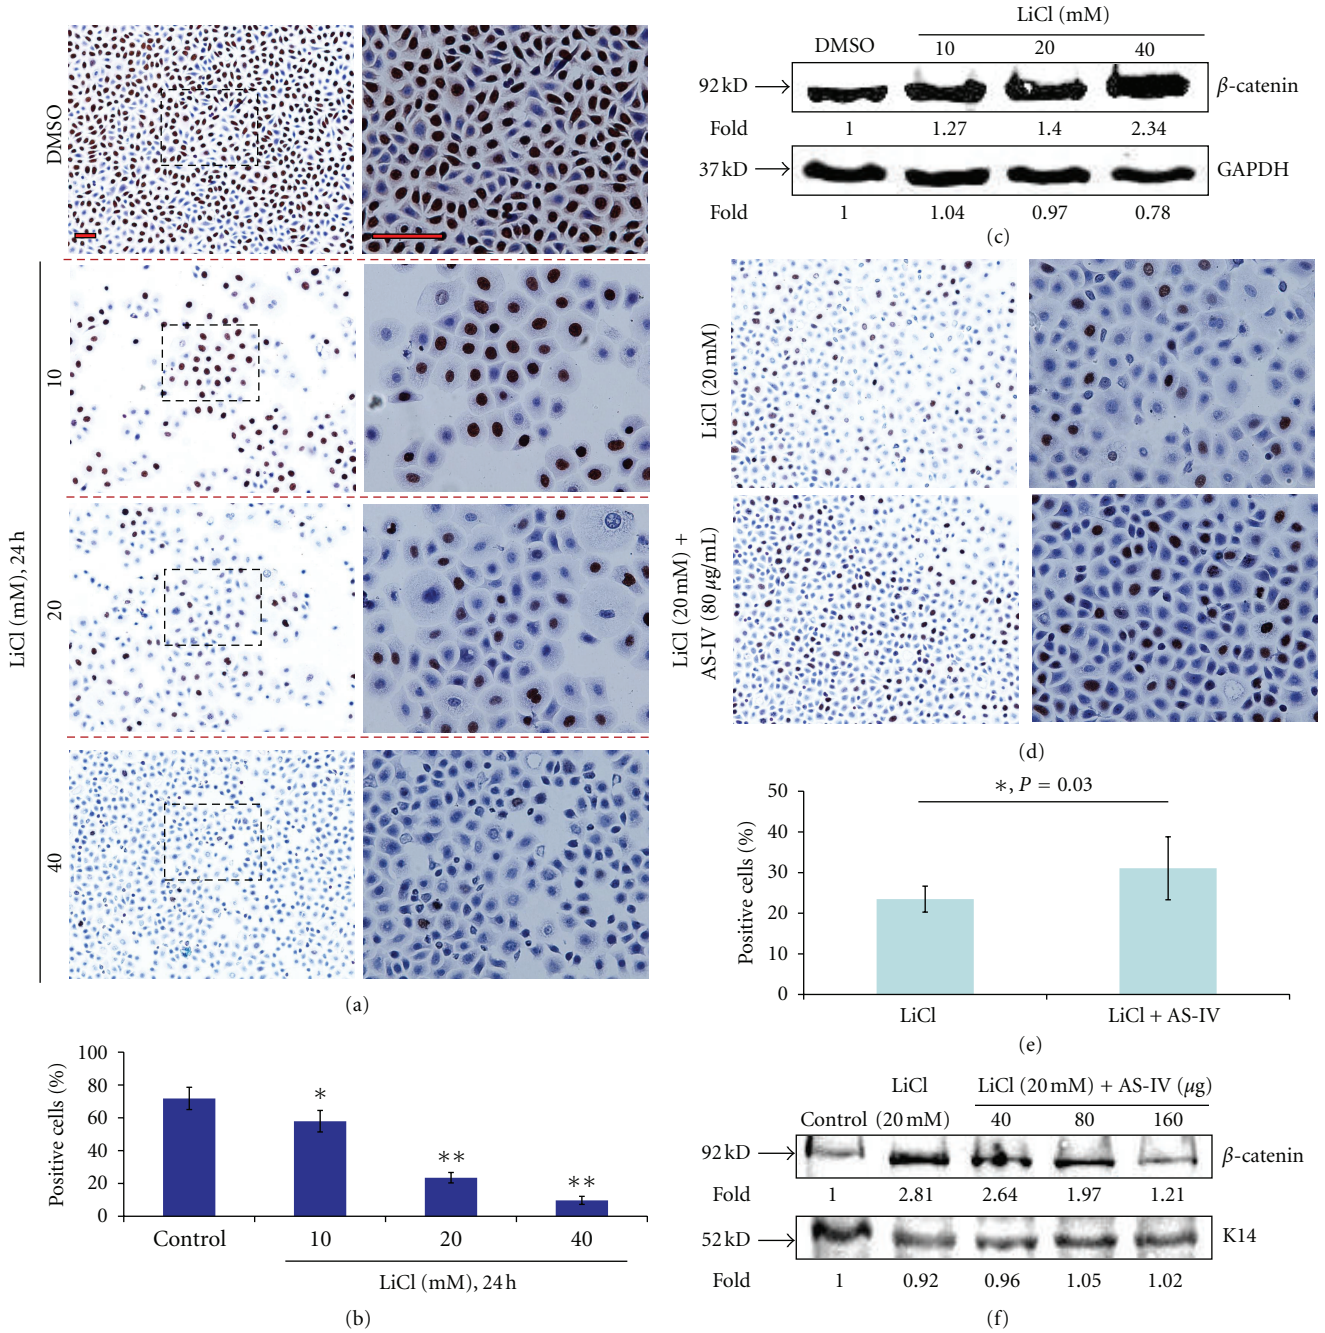 DMSO
LiCl (mM), 24 h
10
20
40
(a)
100
80
60
40
20
0
Positive cells (%)
*
**
**
Control 10 20 40
LiCl (mM), 24 h
(b)
LiCl (mM)
DMSO 10 20 40
92 kD β-catenin
Fold 1 1.27 1.4 2.34
37 kD GAPDH
Fold 1 1.04 0.97 0.78
(c)
LiCl (20 mM)
LiCl (20 mM) +
AS-IV (80 µg/mL)
(d)
*, P = 0.03
50
40
30
20
10
0
Positive cells (%)
LiCl LiCl + AS-IV
(e)
LiCl LiCl (20 mM) + AS-IV (µg)
Control (20 mM) 40 80 160
92 kD β-catenin
Fold 1 2.81 2.64 1.97 1.21
52 kD K14
Fold 1 0.92 0.96 1.05 1.02
(f)